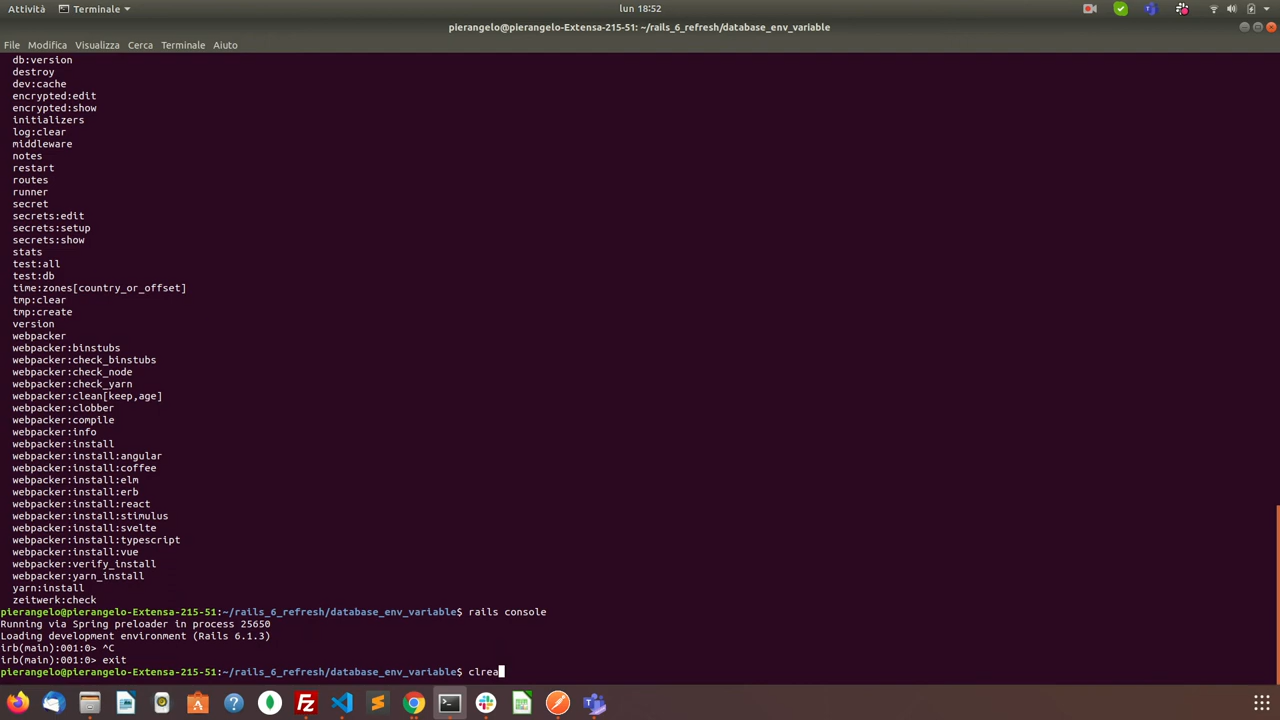 Attività
Terminale
lun 18:52
pierangelo@pierangelo-Extensa-215-51: ~/rails_6_refresh/database_env_variable
File Modifica Visualizza Cerca Terminale Aiuto
db:version
destroy
dev:cache
encrypted:edit
encrypted:show
initializers
log:clear
middleware
notes
restart
routes
runner
secret
secrets:edit
secrets:setup
secrets:show
stats
test:all
test:db
time:zones[country_or_offset]
tmp:clear
tmp:create
version
webpacker
webpacker:binstubs
webpacker:check_binstubs
webpacker:check_node
webpacker:check_yarn
webpacker:clean[keep,age]
webpacker:clobber
webpacker:compile
webpacker:info
webpacker:install
webpacker:install:angular
webpacker:install:coffee
webpacker:install:elm
webpacker:install:erb
webpacker:install:react
webpacker:install:stimulus
webpacker:install:svelte
webpacker:install:typescript
webpacker:install:vue
webpacker:verify_install
webpacker:yarn_install
yarn:install
zeitwerk:check
pierangelo@pierangelo-Extensa-215-51:~/rails_6_refresh/database_env_variable$ rails console
Running via Spring preloader in process 25650
Loading development environment (Rails 6.1.3)
irb(main):001:0> ^C
irb(main):001:0> exit
pierangelo@pierangelo-Extensa-215-51:~/rails_6_refresh/database_env_variable$ clrea